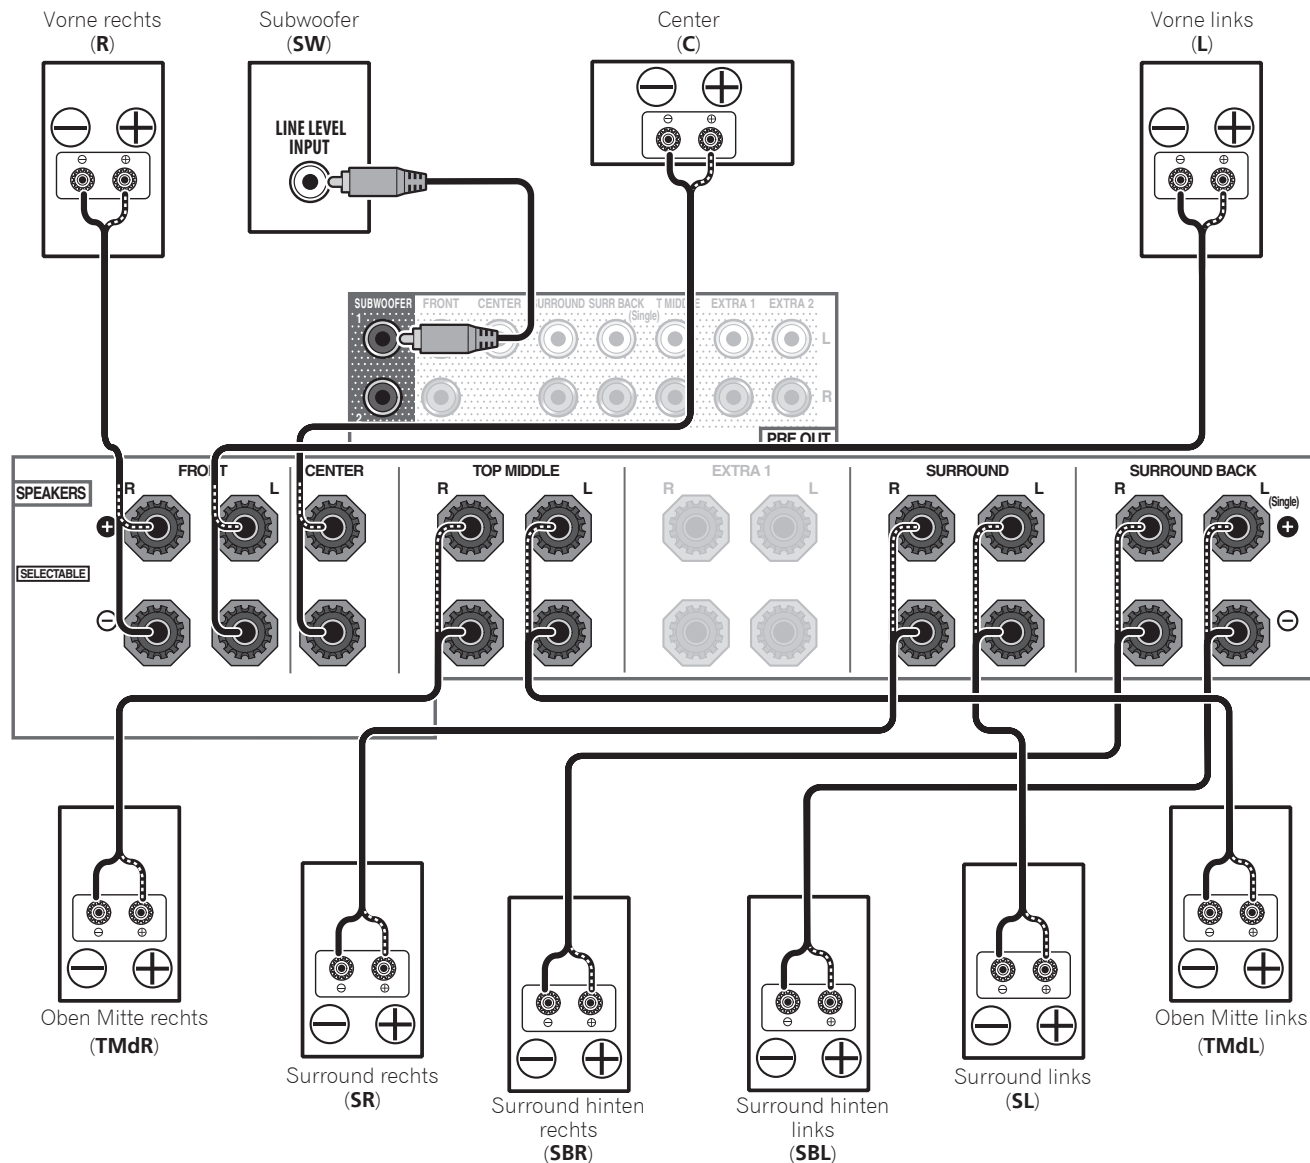 Vorne rechts
(R)
Subwoofer
(SW)
Center
(C)
Vorne links
(L)
LINE LEVEL
INPUT
SUBWOOFER FRONT CENTER SURROUND SURR BACK T MIDDLE EXTRA 1 EXTRA 2
(Single)
1
L
R
2
PRE OUT
SPEAKERS
SELECTABLE
FRONT
R L
CENTER
TOP MIDDLE
R L
EXTRA 1
R L
SURROUND
R L
SURROUND BACK
R L
(Single)
Oben Mitte rechts
(TMdR)
Surround rechts
(SR)
Surround hinten
rechts
(SBR)
Surround hinten
links
(SBL)
Surround links
(SL)
Oben Mitte links
(TMdL)